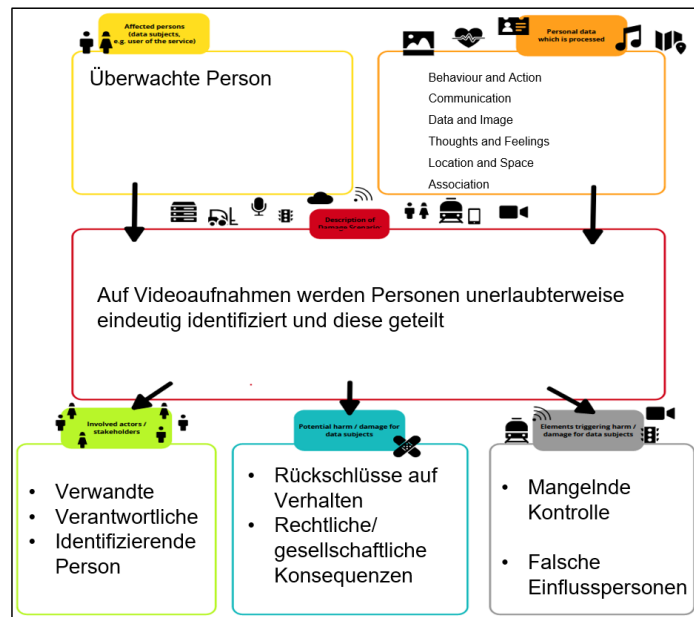 Affected persons
(data subjects,
e.g. user of the service)
Personal data
which is processed
Überwachte Person
Behaviour and Action
Communication
Data and Image
Thoughts and Feelings
Location and Space
Association
Description of
Damage Scenario
Auf Videoaufnahmen werden Personen unerlaubterweise
eindeutig identifiziert und diese geteilt
Involved actors /
stakeholders
• Verwandte
• Verantwortliche
• Identifizierende
Person
Potential harm / damage for
data subjects
• Rückschlüsse auf
Verhalten
• Rechtliche/
gesellschaftliche
Konsequenzen
Elements triggering harm /
damage for data subjects
• Mangelnde
Kontrolle
• Falsche
Einflusspersonen